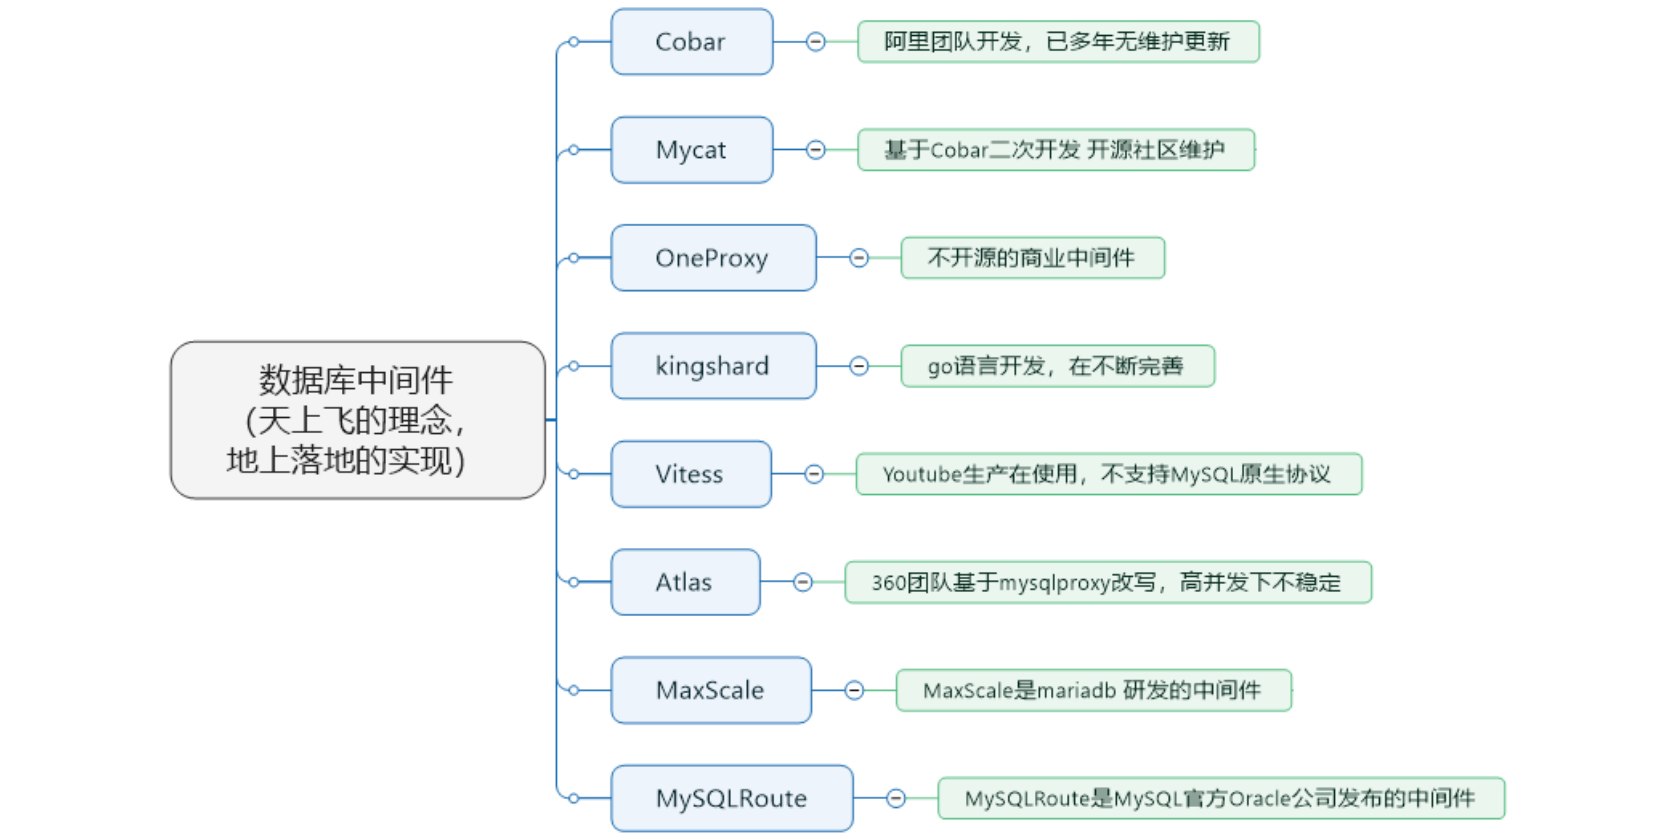 Cobar
阿里团队开发，已多年无维护更新
Mycat
基于Cobar二次开发 开源社区维护
OneProxy
不开源的商业中间件
kingshard
go语言开发，在不断完善
数据库中间件
（天上飞的理念，
地上落地的实现）
Vitess
Youtube生产在使用，不支持MySQL原生协议
Atlas
360团队基于mysqlproxy改写，高并发下不稳定
MaxScale
MaxScale是mariadb 研发的中间件
MySQLRoute
MySQLRoute是MySQL官方Oracle公司发布的中间件